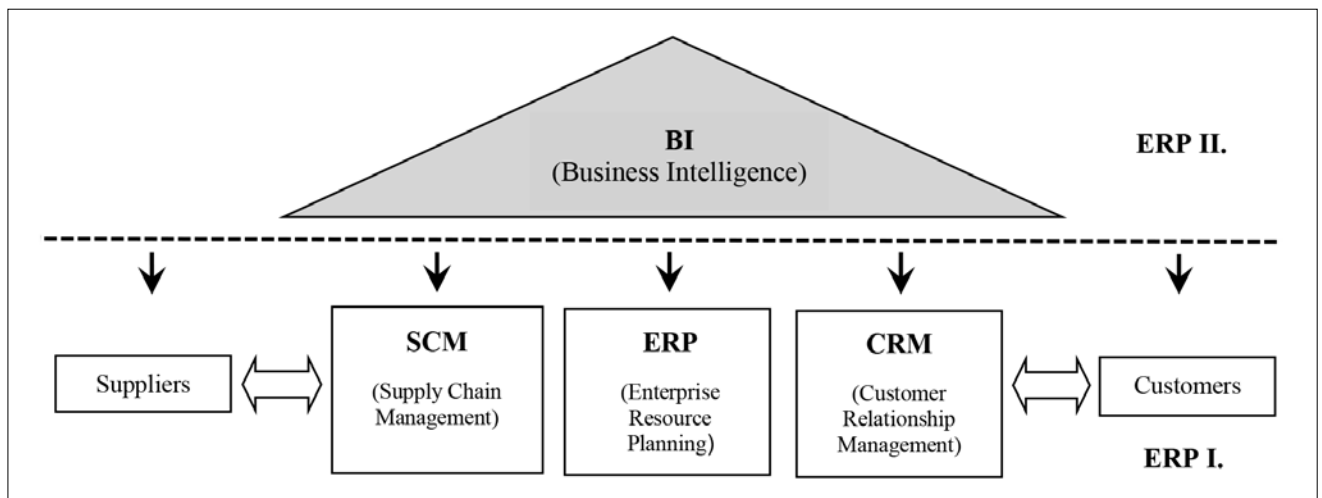 BI
(Business Intelligence)
ERP II.
SCM
(Supply Chain
Management)
ERP
(Enterprise
Resource
Planning)
CRM
(Customer
Relationship
Management)
Suppliers
Customers
ERP I.